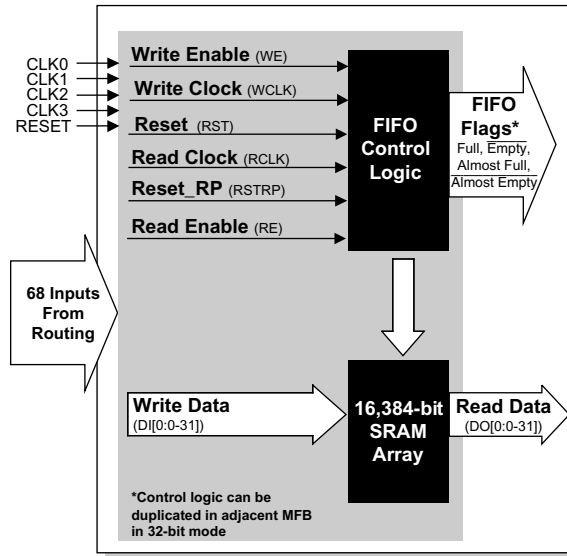 CLK0
CLK1
CLK2
CLK3
RESET
Write Enable (WE)
Write Clock (WCLK)
Reset (RST)
Read Clock (RCLK)
Reset_RP (RSTRP)
Read Enable (RE)
FIFO
Control
Logic
FIFO
Flags*
Full, Empty,
Almost Full,
Almost Empty
68 Inputs
From
Routing
Write Data
(DI[0:0-31])
16,384-bit
SRAM
Array
Read Data
(DO[0:0-31])
*Control logic can be
duplicated in adjacent MFB
in 32-bit mode